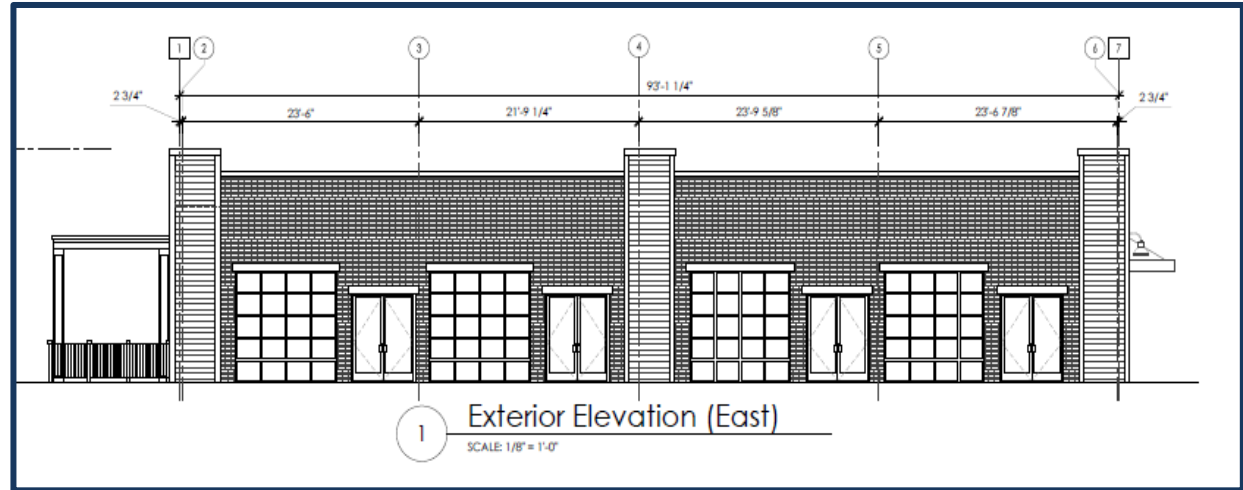 1 2 3 4 5 6 7
93'-1 1/4"
2 3/4" 23'-6" 21'-9 1/4" 23'-9 5/8" 23'-6 7/8" 2 3/4"
1 Exterior Elevation (East)
SCALE: 1/8" = 1'-0"